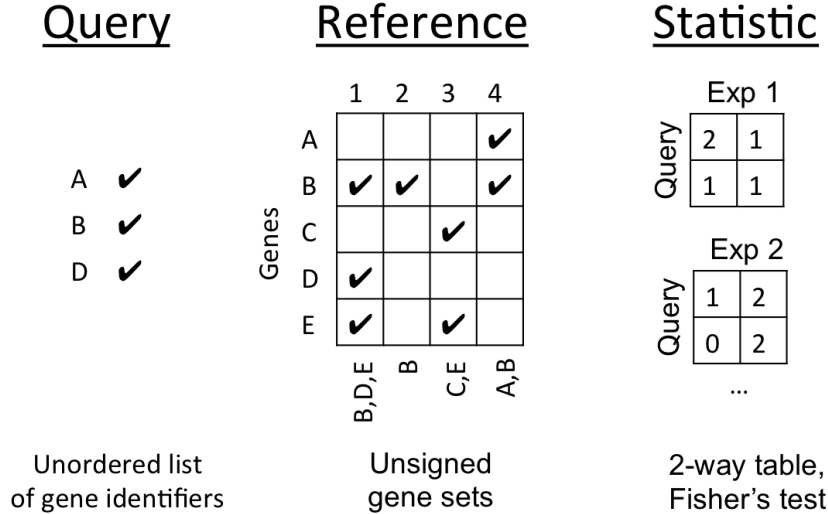 Query
Reference
Statistic
1 2 3 4
A
B
C
D
E
Genes
B,D,E
B
C,E
A,B
A ✔
B ✔
D ✔
Exp 1
Query
2 1
1 1
Exp 2
Query
1 2
0 2
...
Unordered list
of gene identifiers
Unsigned
gene sets
2-way table,
Fisher's test